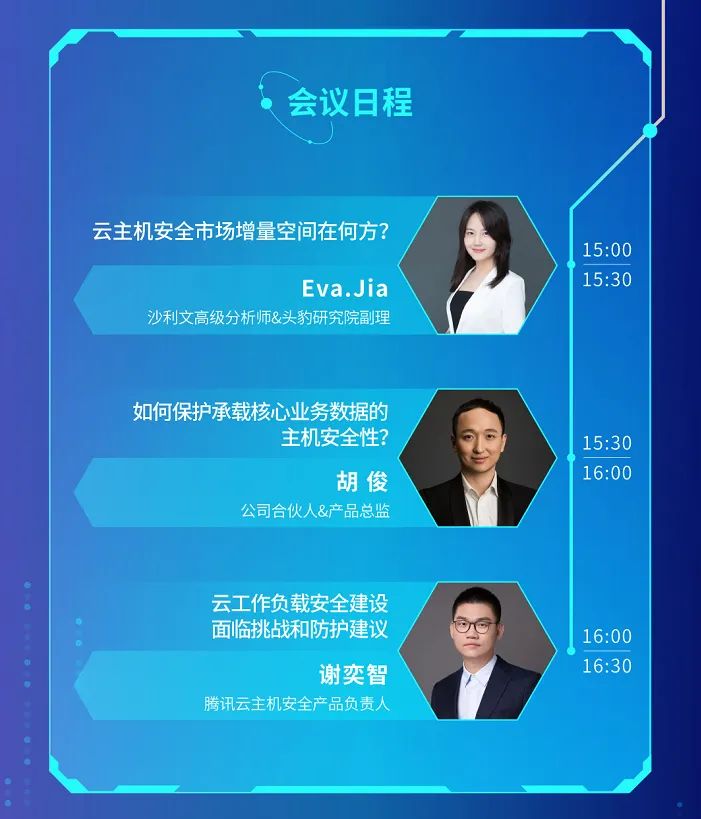 会议日程
云主机安全市场增量空间在何方?
Eva.Jia
沙利文高级分析师&头豹研究院副理
15:00
15:30
如何保护承载核心业务数据的
主机安全性?
胡 俊
公司合伙人&产品总监
15:30
16:00
云工作负载安全建设
面临挑战和防护建议
谢奕智
腾讯云主机安全产品负责人
16:00
16:30